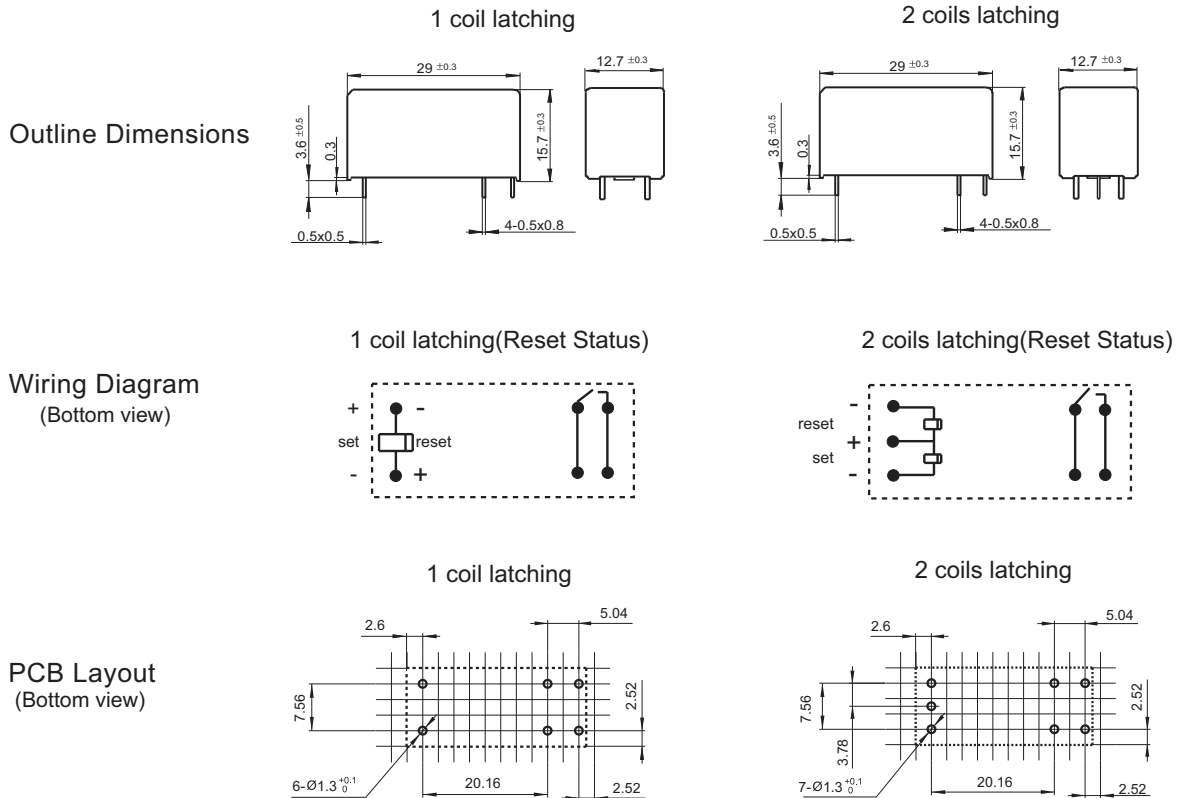 1 coil latching
2 coils latching
Outline Dimensions
29 ±0.3
12.7 ±0.3
3.6 ±0.5
0.3
15.7 ±0.3
0.5x0.5
4-0.5x0.8
29 ±0.3
12.7 ±0.3
3.6 ±0.5
0.3
15.7 ±0.3
0.5x0.5
4-0.5x0.8
Wiring Diagram
(Bottom view)
1 coil latching(Reset Status)
+ -
set reset
- +
2 coils latching(Reset Status)
-
reset
+
set
-
PCB Layout
(Bottom view)
1 coil latching
2.6
5.04
7.56
2.52
6-Ø1.3 +0.1 0
20.16
2.52
2 coils latching
2.6
5.04
7.56
3.78
2.52
7-Ø1.3 +0.1 0
20.16
2.52